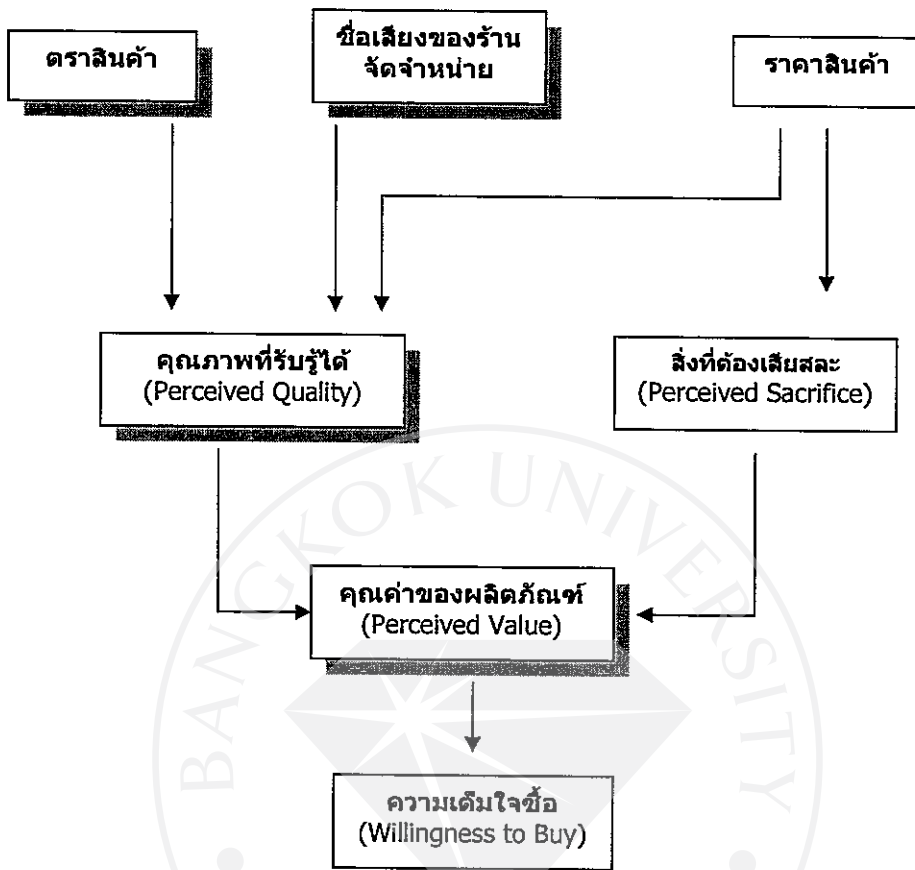 ตราสินค้า
ชื่อเสียงของร้าน
จัดจำหน่าย
ราคาสินค้า
คุณภาพที่รับรู้ได้
(Perceived Quality)
สิ่งที่ต้องเสียสละ
(Perceived Sacrifice)
คุณค่าของผลิตภัณฑ์
(Perceived Value)
ความเต็มใจซื้อ
(Willingness to Buy)
BANGKOK UNIVERSITY